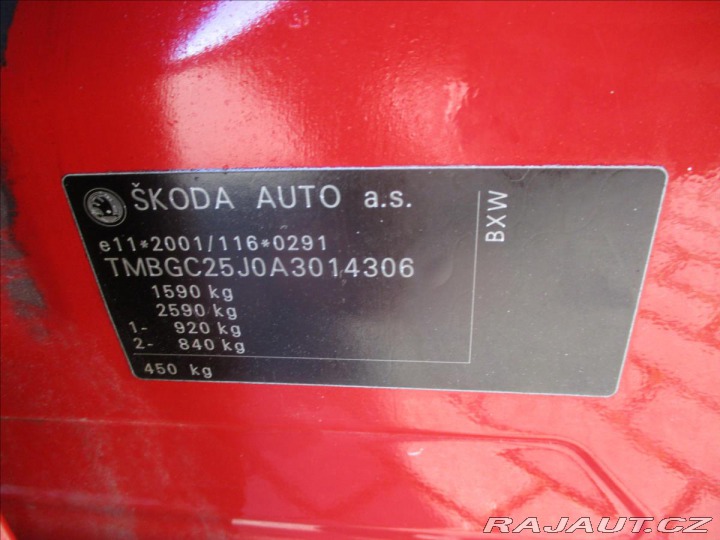 ŠKODA AUTO a.s.
e11*2001/116*0291
TMBGC25J0A3014306
1590 kg
2590 kg
1- 920 kg
2- 840 kg
450 kg
BXW
RAJAUT.CZ